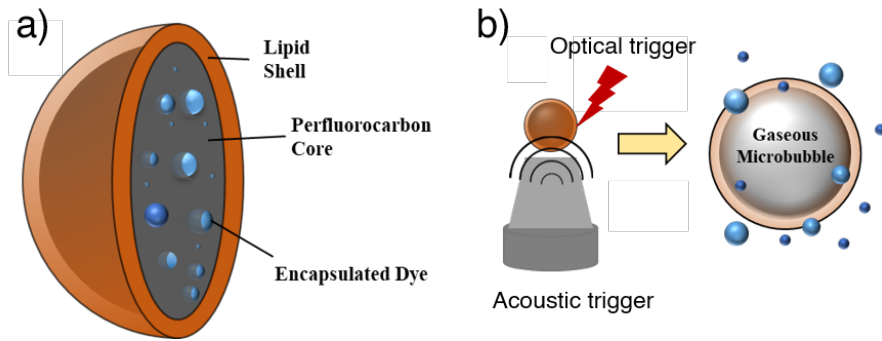 a)
Lipid
Shell
Perfluorocarbon
Core
Encapsulated Dye
b)
Optical trigger
Acoustic trigger
Gaseous
Microbubble